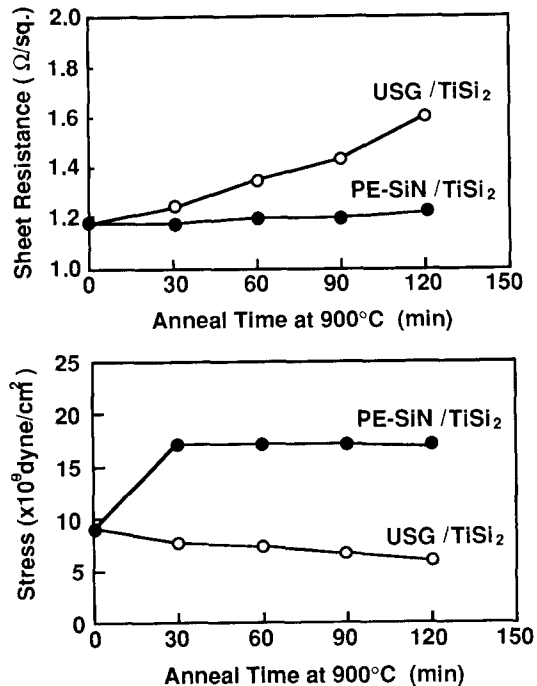 Sheet Resistance ( Ω/sq.)
2.0
1.8
1.6
1.4
1.2
1.0
USG /TiSi₂
PE-SiN /TiSi₂
0 30 60 90 120 150
Anneal Time at 900°C (min)
Stress (x10⁹dyne/cm²)
25
20
15
10
5
0
PE-SiN /TiSi₂
USG /TiSi₂
0 30 60 90 120 150
Anneal Time at 900°C (min)